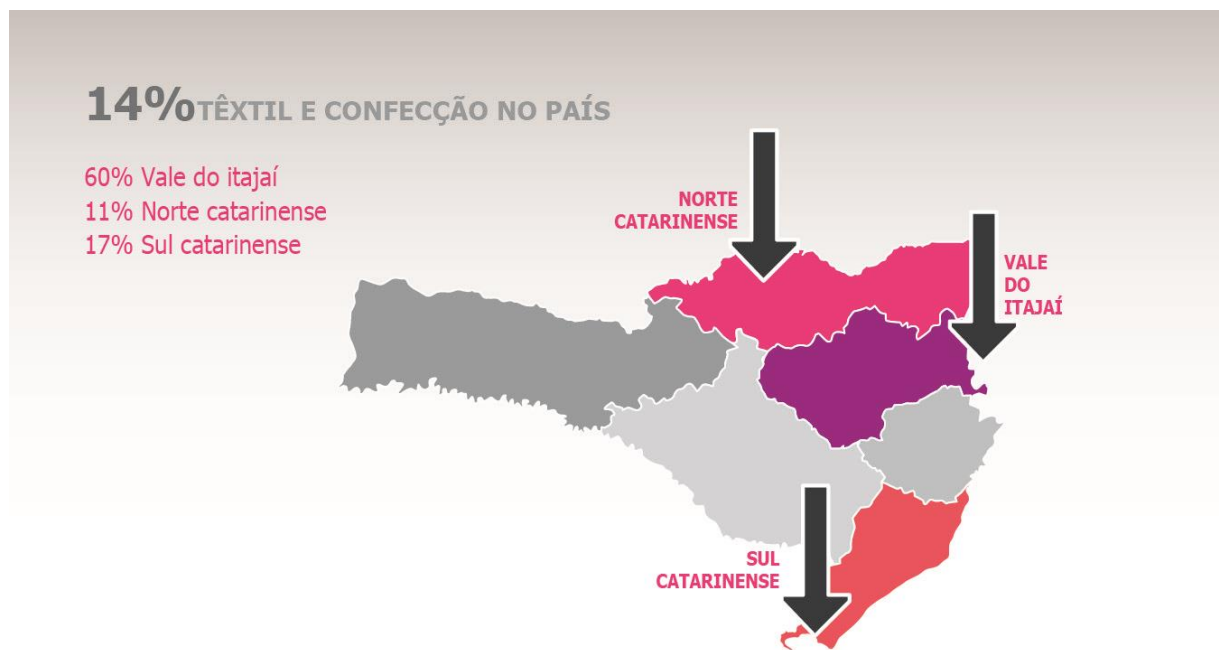 14% TÊXTIL E CONFECÇÃO NO PAÍS
60% Vale do itajaí
11% Norte catarinense
17% Sul catarinense
NORTE
CATARINENSE
VALE
DO
ITAJAÍ
SUL
CATARINENSE